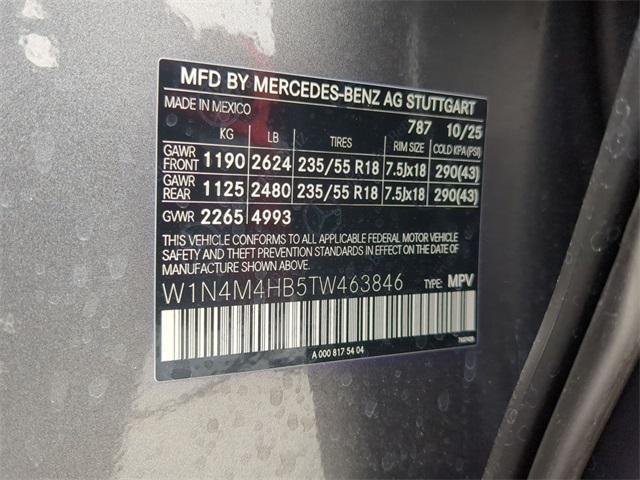 MFD BY MERCEDES-BENZ AG STUTTGART
MADE IN MEXICO 787 10/25
KG LB TIRES RIM SIZE COLD KPA(PSI)
GAWR FRONT 1190 2624 235/55 R18 7.5Jx18 290(43)
GAWR REAR 1125 2480 235/55 R18 7.5Jx18 290(43)
GVWR 2265 4993
THIS VEHICLE CONFORMS TO ALL APPLICABLE FEDERAL MOTOR VEHICLE
SAFETY AND THEFT PREVENTION STANDARDS IN EFFECT ON THE DATE OF
MANUFACTURE SHOWN ABOVE.
W1N4M4HB5TW463846 TYPE: MPV
A 000 817 54 04